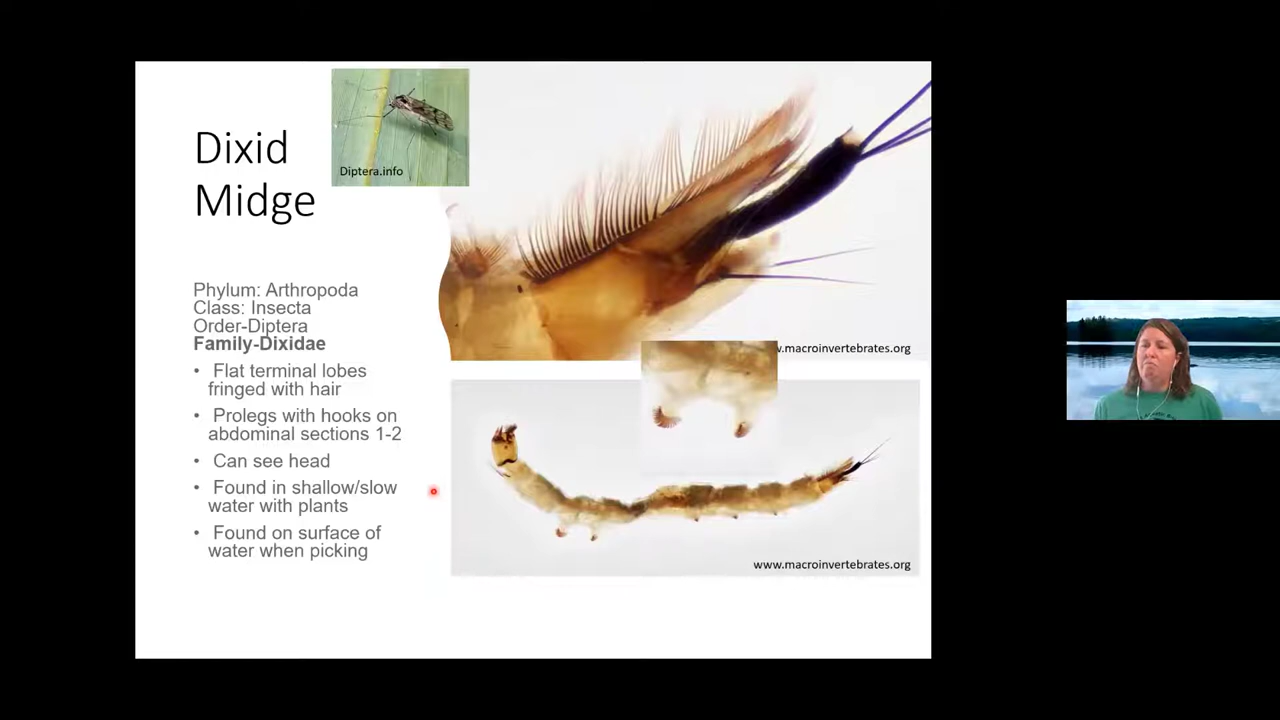 Dixid
Midge
Diptera.info
Phylum: Arthropoda
Class: Insecta
Order-Diptera
Family-Dixidae
• Flat terminal lobes
fringed with hair
• Prolegs with hooks on
abdominal sections 1-2
• Can see head
• Found in shallow/slow
water with plants
• Found on surface of
water when picking
.macroinvertebrates.org
www.macroinvertebrates.org